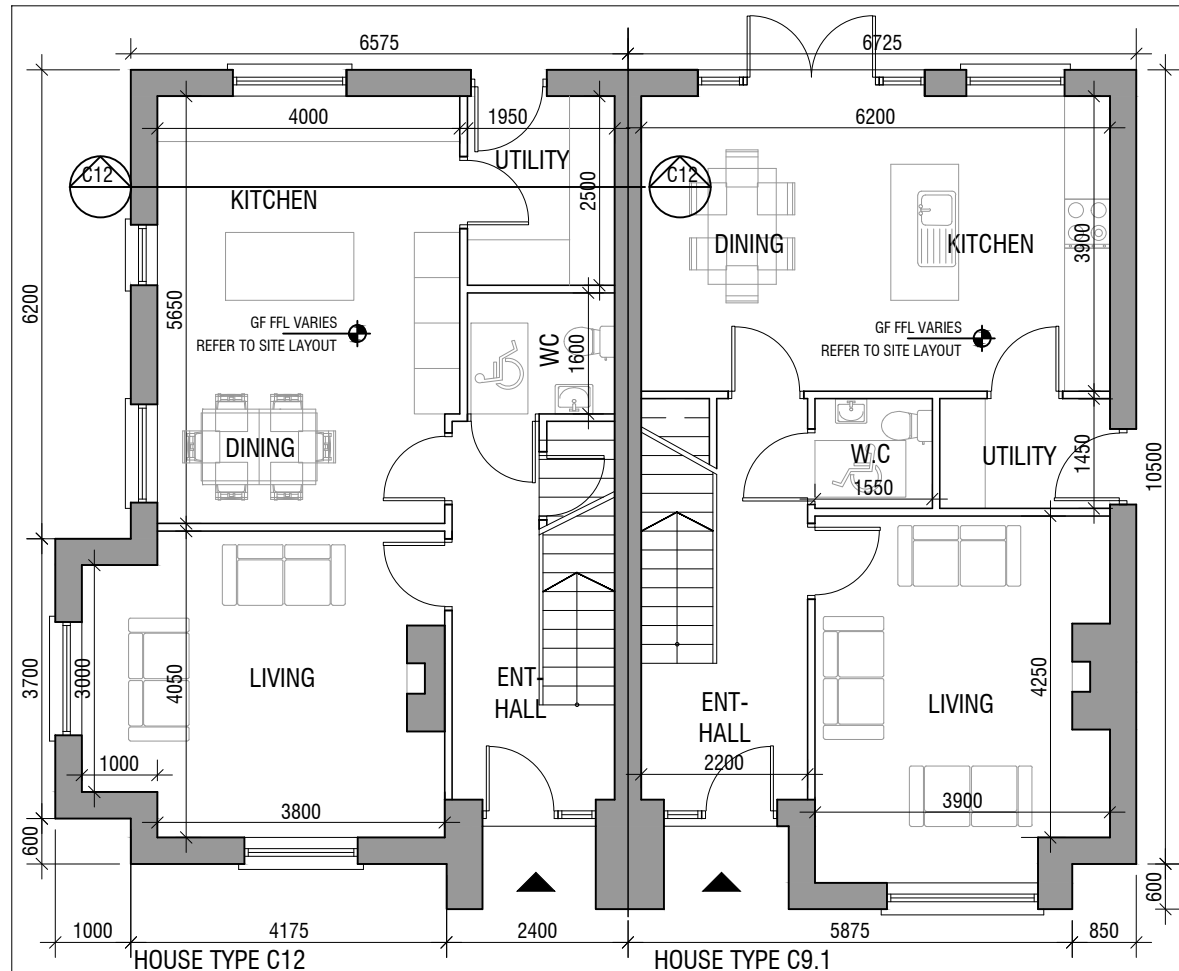 6575
6725
4000
1950
6200
UTILITY
C12
C12
KITCHEN
2500
DINING
KITCHEN
3900
6200
5650
GF FFL VARIES
REFER TO SITE LAYOUT
WC
1600
GF FFL VARIES
REFER TO SITE LAYOUT
DINING
W.C
1550
UTILITY
1450
10500
3700
3000
4050
LIVING
ENT-
HALL
ENT-
HALL
LIVING
4250
1000
2200
3800
3900
600
600
1000
4175
2400
5875
850
HOUSE TYPE C12
HOUSE TYPE C9.1